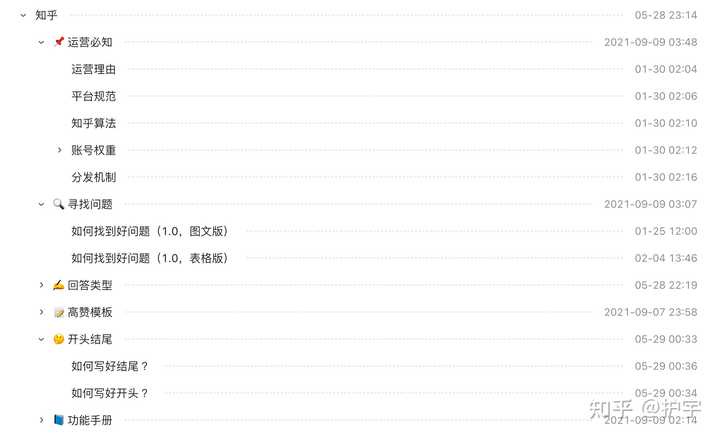 知乎 05-28 23:14
📌 运营必知 2021-09-09 03:48
运营理由 01-30 02:04
平台规范 01-30 02:06
知乎算法 01-30 02:10
账号权重 01-30 02:12
分发机制 01-30 02:16
🔍 寻找问题 2021-09-09 03:07
如何找到好问题（1.0，图文版） 01-25 12:00
如何找到好问题（1.0，表格版） 02-04 13:46
✍️ 回答类型 05-28 22:19
📝 高赞模板 2021-09-07 23:58
🤔 开头结尾 05-29 00:33
如何写好结尾？ 05-29 00:36
如何写好开头？ 05-29 00:34
📘 功能手册 2021-09-09 02:14
知乎 @护宇